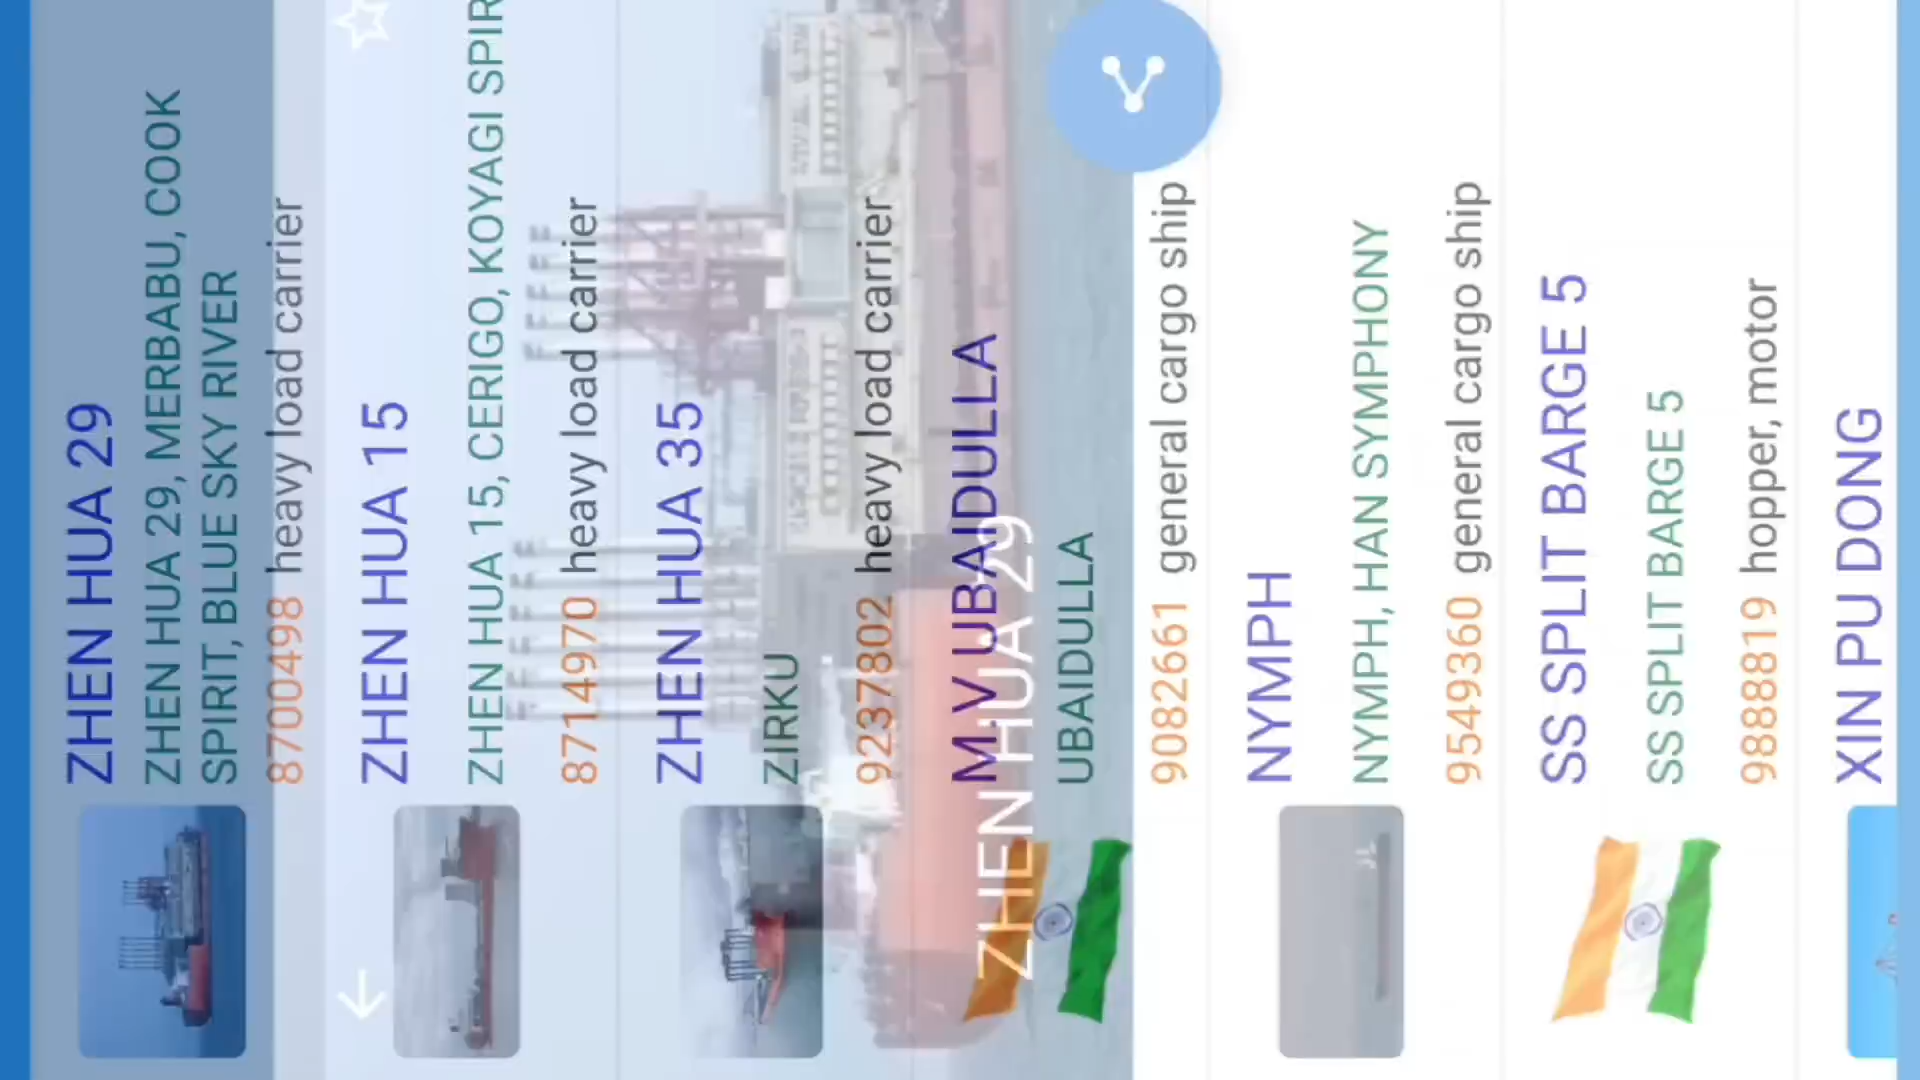 ZHEN HUA 29
ZHEN HUA 29, MERBABU, COOK
SPIRIT, BLUE SKY RIVER
8700498 heavy load carrier
ZHEN HUA 15
ZHEN HUA 15, CERIGO, KOYAGI SPIR
8714970 heavy load carrier
ZHEN HUA 35
ZIRKU
9237802 heavy load carrier
M.V UBAIDULLA
ZHEN HUA 29
UBAIDULLA
9082661 general cargo ship
NYMPH
NYMPH, HAN SYMPHONY
9549360 general cargo ship
SS SPLIT BARGE 5
SS SPLIT BARGE 5
9888819 hopper, motor
XIN PU DONG